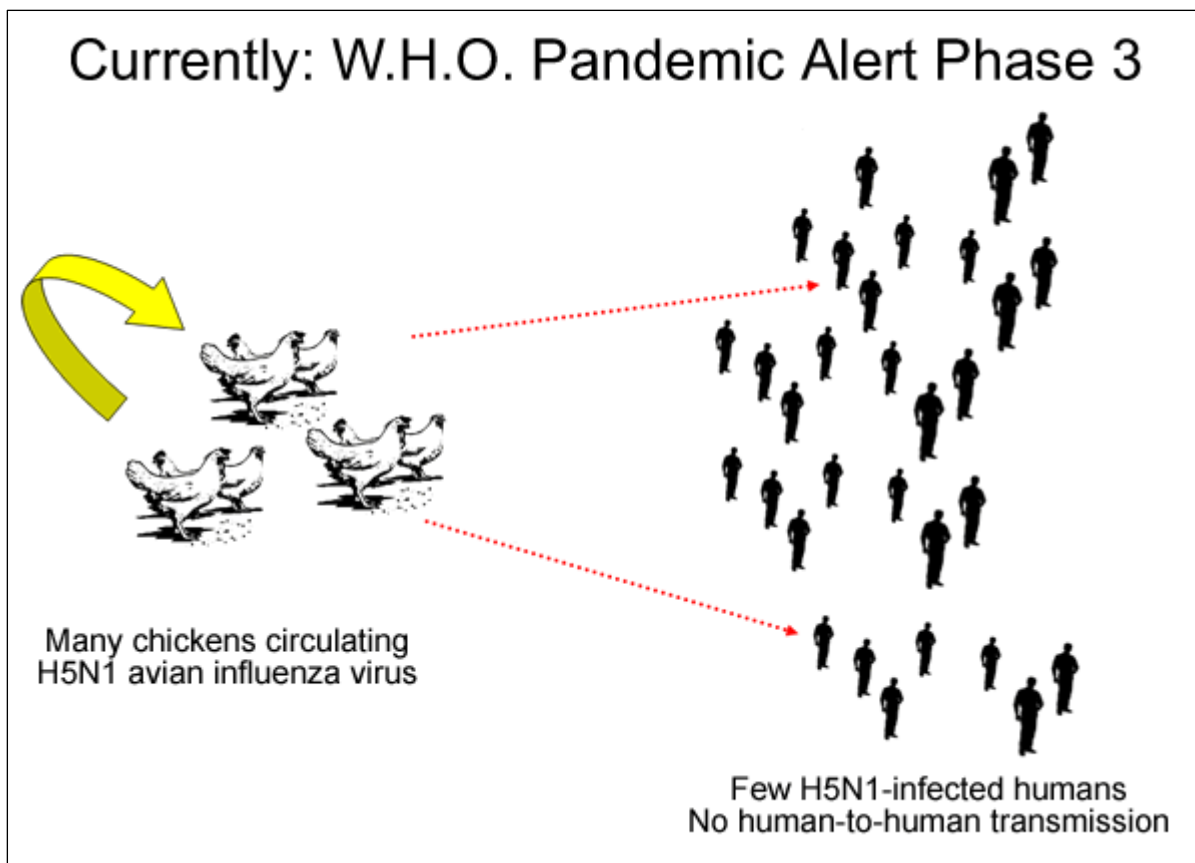 Currently: W.H.O. Pandemic Alert Phase 3
Many chickens circulating
H5N1 avian influenza virus
Few H5N1-infected humans
No human-to-human transmission